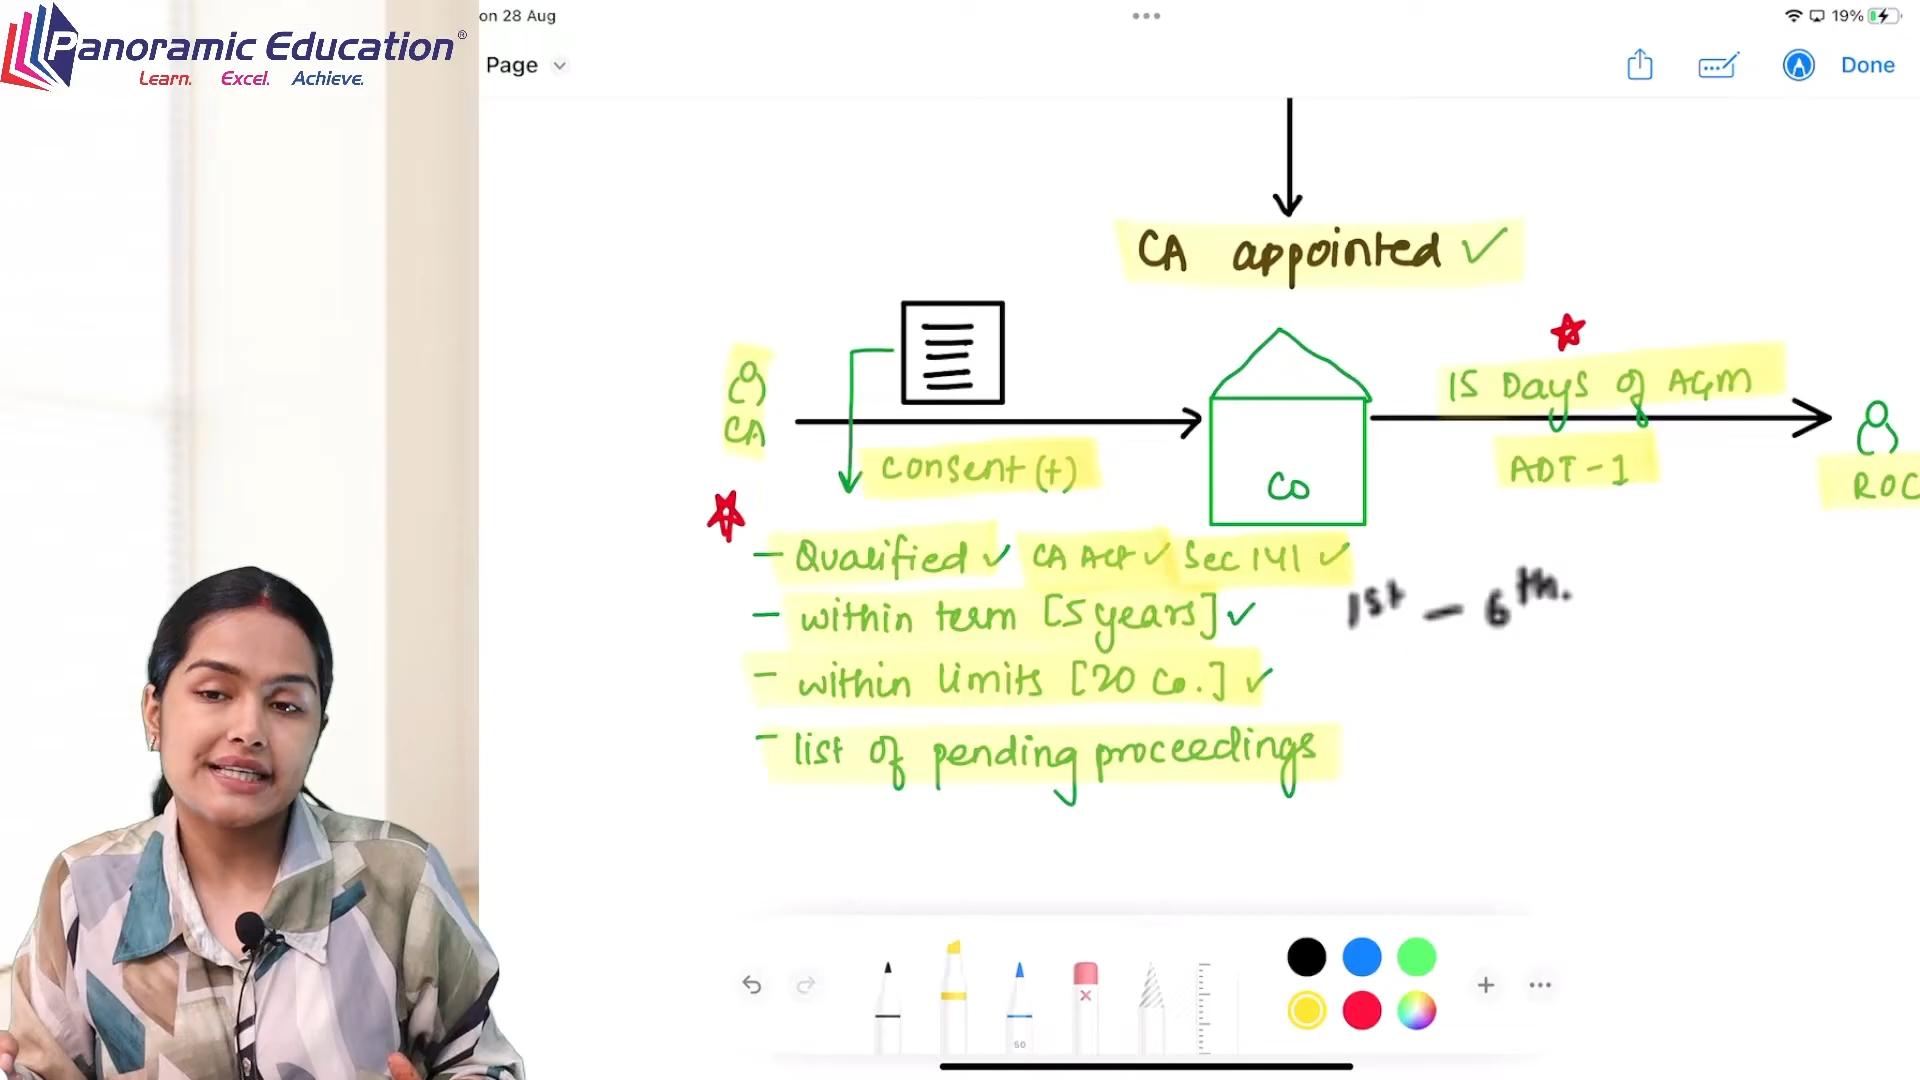 Panoramic Education®
Learn. Excel. Achieve.
on 28 Aug
19%
Page
Done
CA appointed ✓
CA
Consent (+)
Co
15 Days of AGM
ADT-1
ROC
- Qualified ✓ CA Act ✓ Sec 141 ✓
- within term [5 years] ✓
1st - 6th.
- within limits [20 Co.] ✓
- list of pending proceedings
50